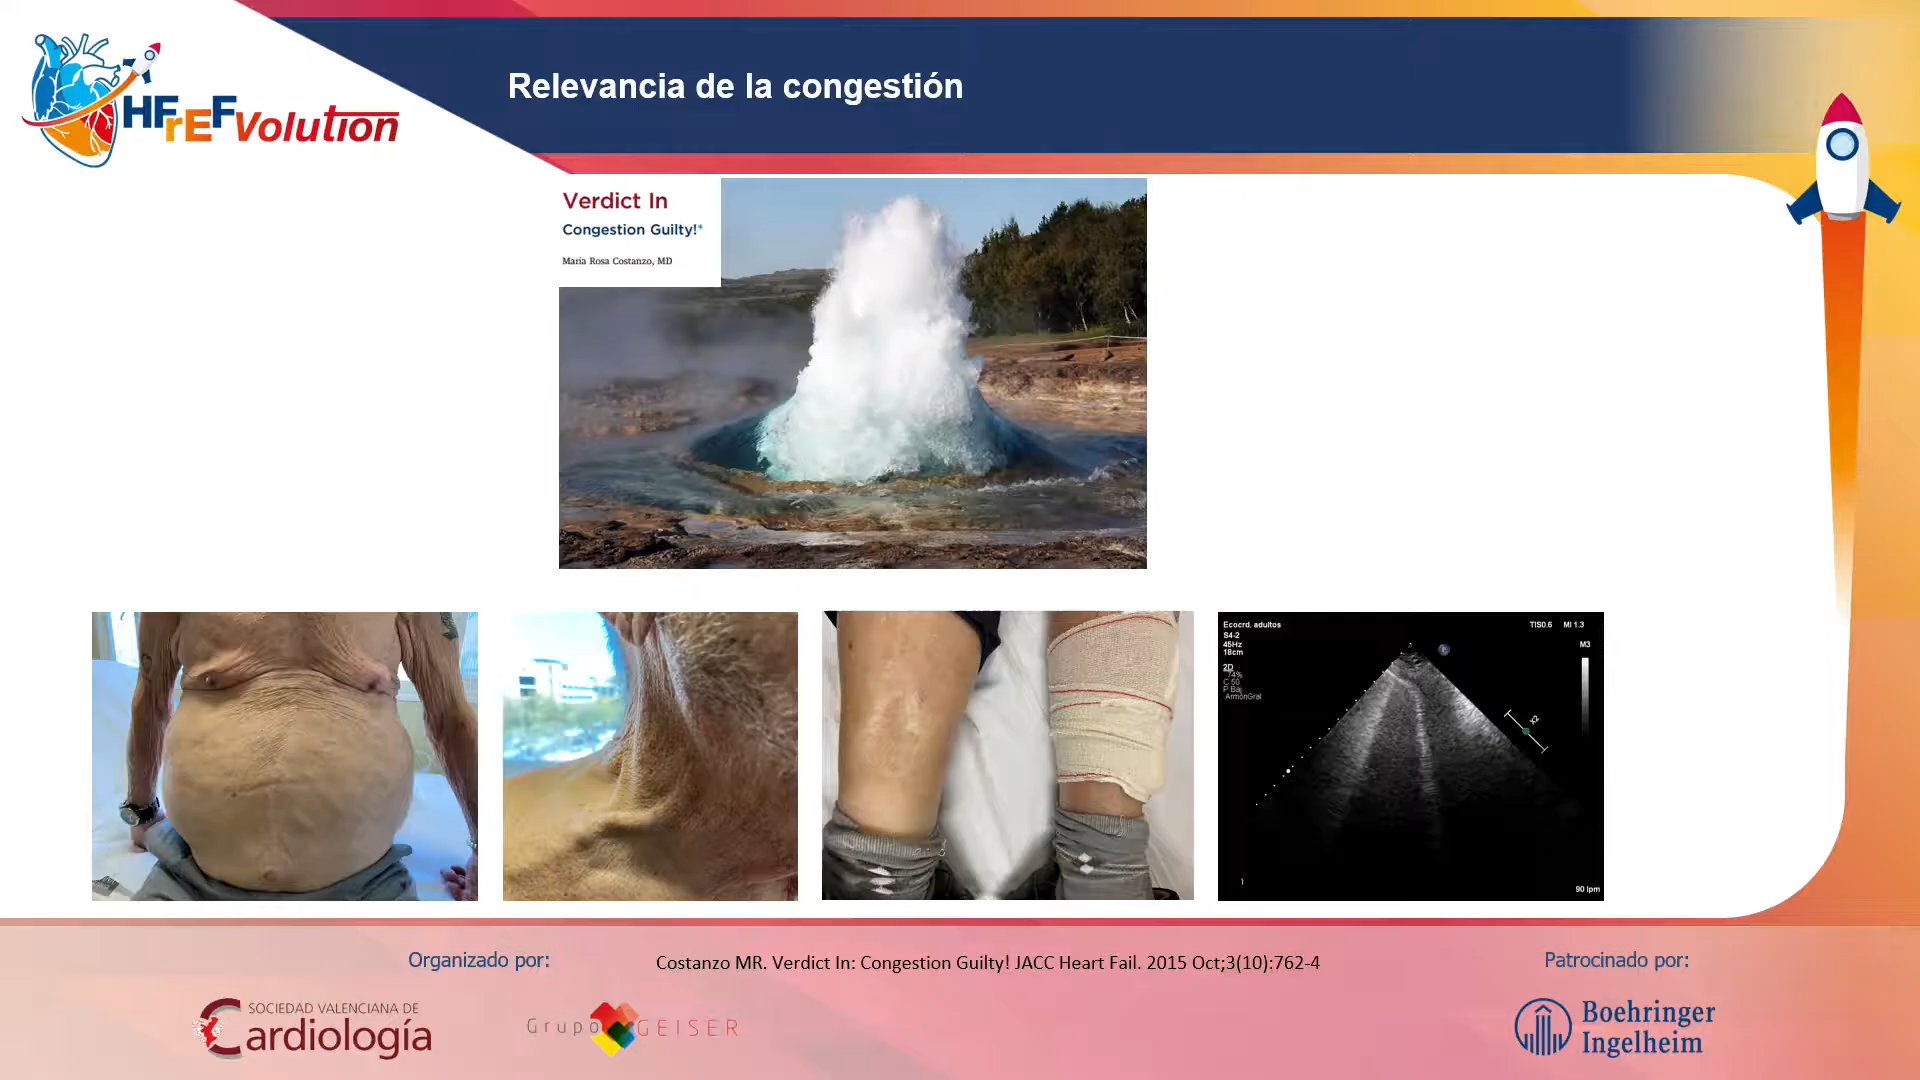 HFrEFVolution
Relevancia de la congestión
Verdict In
Congestion Guilty!*
Maria Rosa Costanzo, MD
Ecocrd. adultos
S4-2
45Hz
18cm
2D
74%
C 50
P Baj
ArmónGral
TIS0.6 MI 1.3
M3
x2
90 lpm
Organizado por:
Costanzo MR. Verdict In: Congestion Guilty! JACC Heart Fail. 2015 Oct;3(10):762-4
Patrocinado por:
SOCIEDAD VALENCIANA DE
Cardiología
Grupo GEISER
Boehringer
Ingelheim